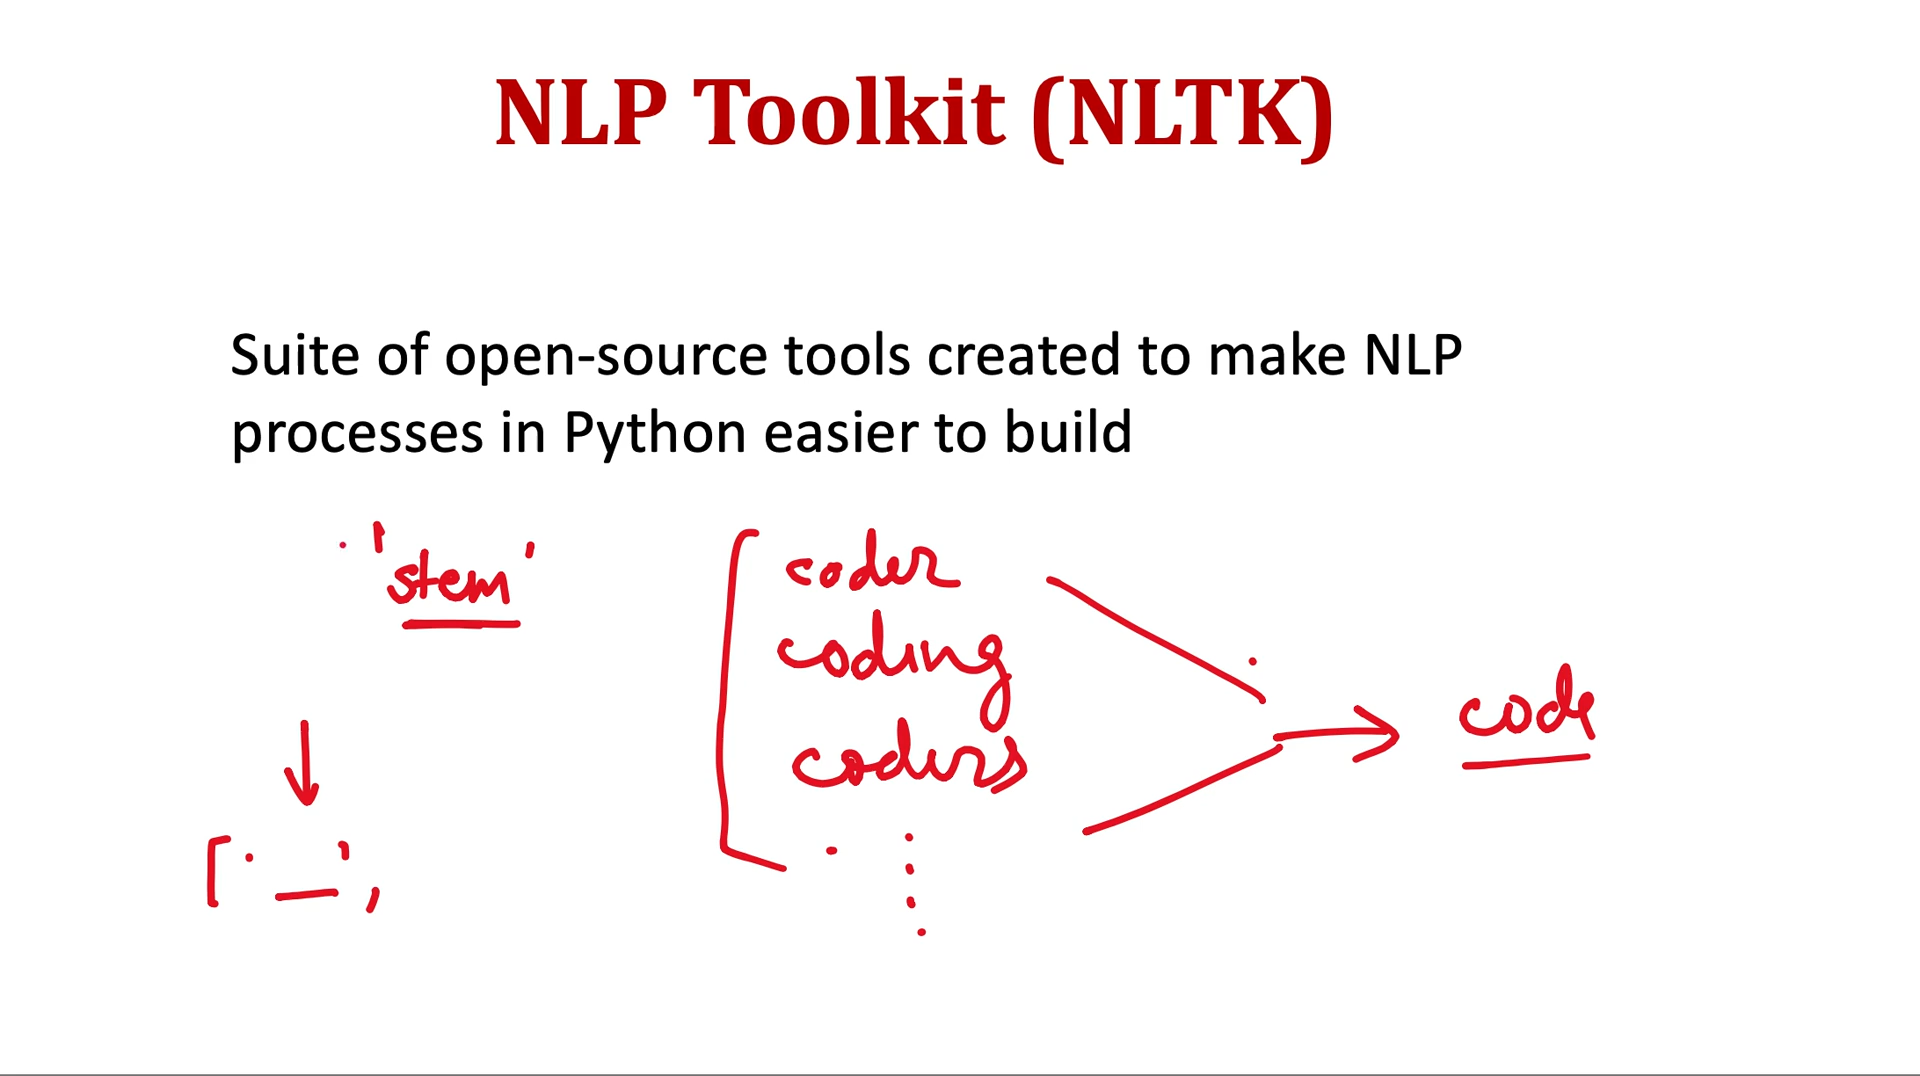 NLP Toolkit (NLTK)
Suite of open-source tools created to make NLP
processes in Python easier to build
'stem'
coder
coding
coders
code